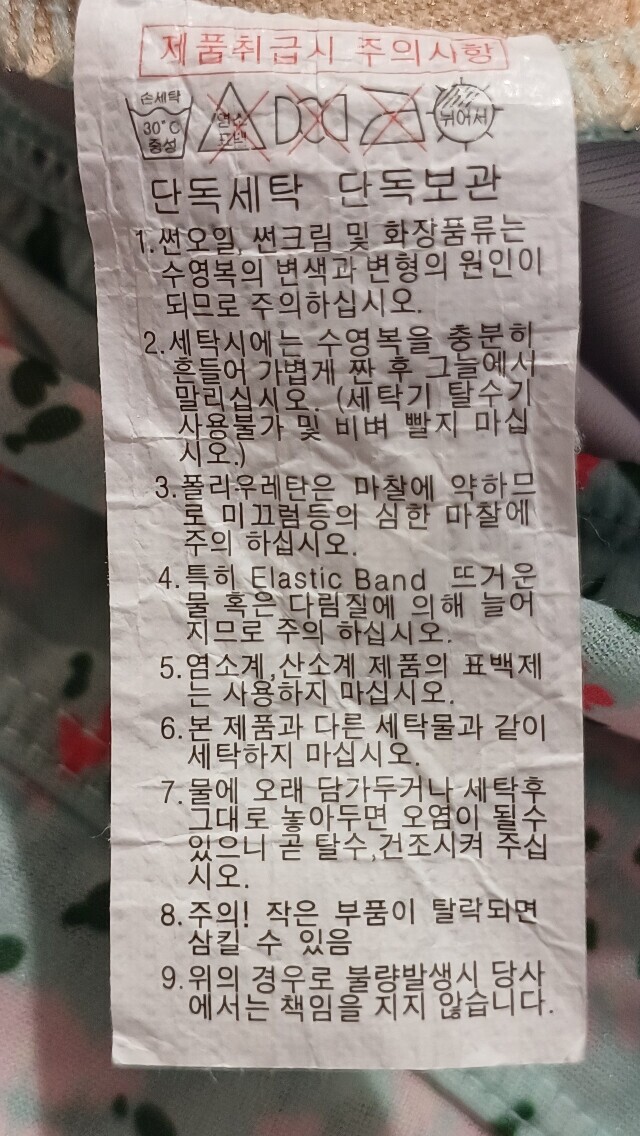 제품취급시 주의사항
손세탁
30°C
중성
염소
표백
뉘어서
단독세탁 단독보관
1.썬오일, 썬크림 및 화장품류는
수영복의 변색과 변형의 원인이
되므로 주의하십시오.
2.세탁시에는 수영복을 충분히
흔들어 가볍게 짠 후 그늘에서
말리십시오. (세탁기 탈수기
사용불가 및 비벼 빨지 마십
시오.)
3.폴리우레탄은 마찰에 약하므
로 미끄럼등의 심한 마찰에
주의 하십시오.
4.특히 Elastic Band 뜨거운
물 혹은 다림질에 의해 늘어
지므로 주의 하십시오.
5.염소계,산소계 제품의 표백제
는 사용하지 마십시오.
6.본 제품과 다른 세탁물과 같이
세탁하지 마십시오.
7.물에 오래 담가두거나 세탁후
그대로 놓아두면 오염이 될수
있으니 곧 탈수,건조시켜 주십
시오.
8.주의! 작은 부품이 탈락되면
삼킬 수 있음
9.위의 경우로 불량발생시 당사
에서는 책임을 지지 않습니다.